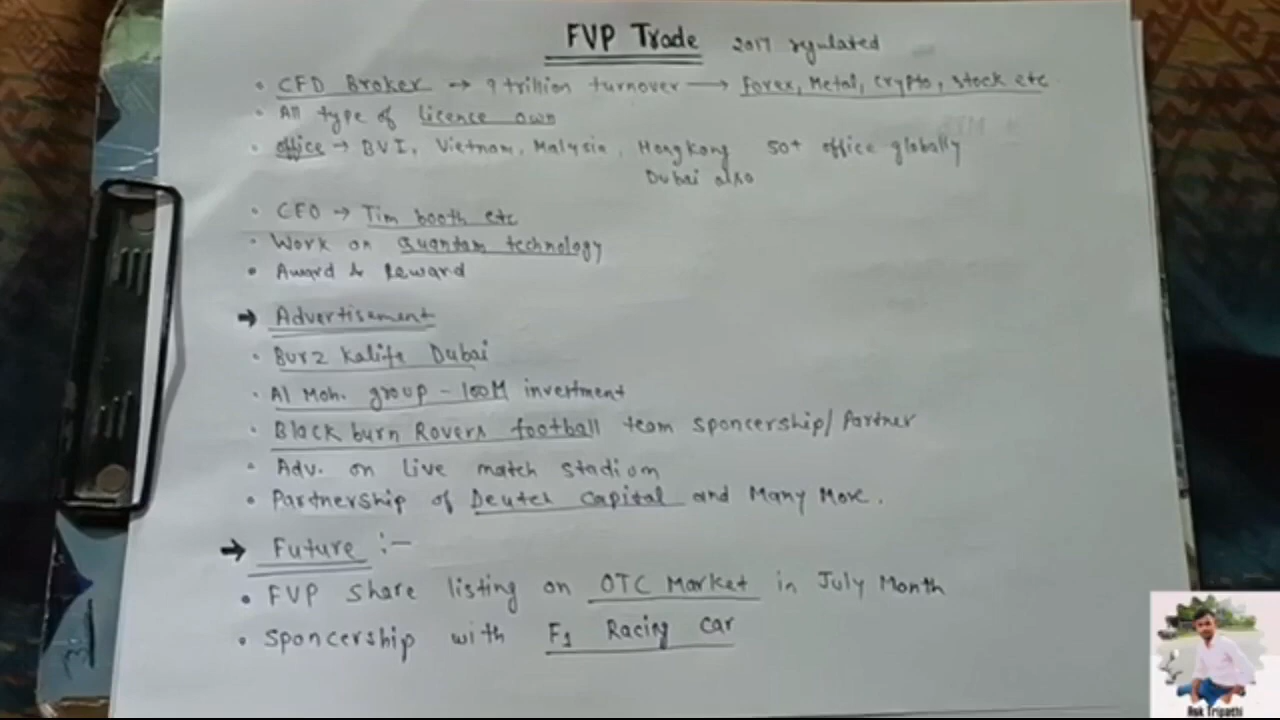 FVP Trade 2017 regulated
• CFD Broker → 9 trillion turnover → Forex, Metal, Crypto, Stock etc
• All type of licence own
• office → BVI, Vietnam, Malysia, Hongkong 50+ office globally
Dubai also
• CEO → Tim booth etc
• Work on Quantam technology
• Award & Reward
→ Advertisement
• Burz Kalifa Dubai
• Al Moh. group - 100M invertment
• Black burn Rovers football team sponcership/Partner
• Adv. on live match stadiom
• Partnership of Deutch Capital and Many More.
→ Future :-
• FVP share listing on OTC Market in July Month
• Sponcership with F1 Racing Car
Ask Tripathi